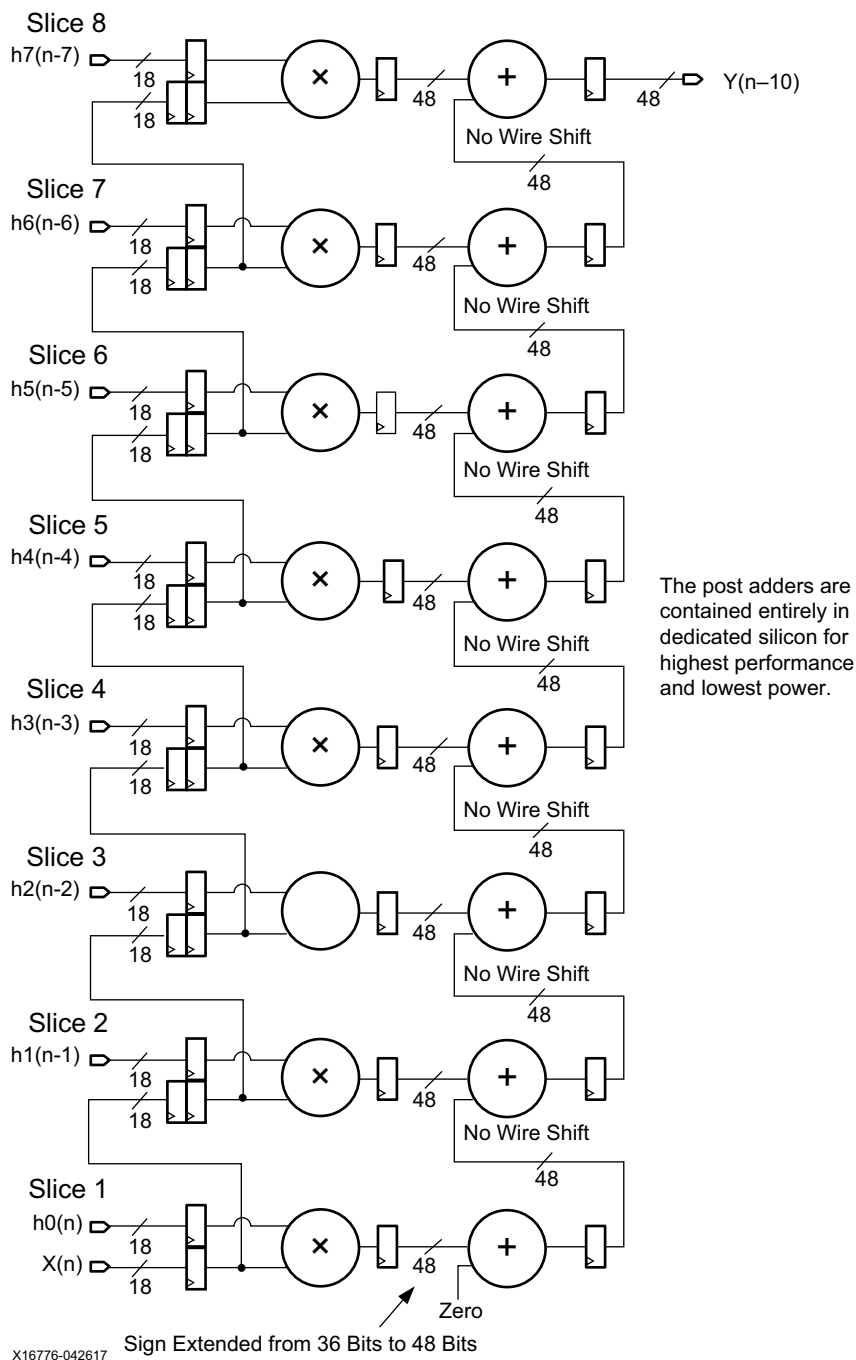 Slice 8
h7(n-7)
18
18
×
48
+
48
Y(n–10)
No Wire Shift
48
Slice 7
h6(n-6)
18
18
×
48
+
No Wire Shift
48
Slice 6
h5(n-5)
18
18
×
48
+
No Wire Shift
48
Slice 5
h4(n-4)
18
18
×
48
+
The post adders are
contained entirely in
dedicated silicon for
highest performance
and lowest power.
No Wire Shift
48
Slice 4
h3(n-3)
18
18
×
48
+
No Wire Shift
48
Slice 3
h2(n-2)
18
18
48
+
No Wire Shift
48
Slice 2
h1(n-1)
18
18
×
48
+
No Wire Shift
48
Slice 1
h0(n)
18
X(n)
18
×
48
+
Zero
Sign Extended from 36 Bits to 48 Bits
X16776-042617